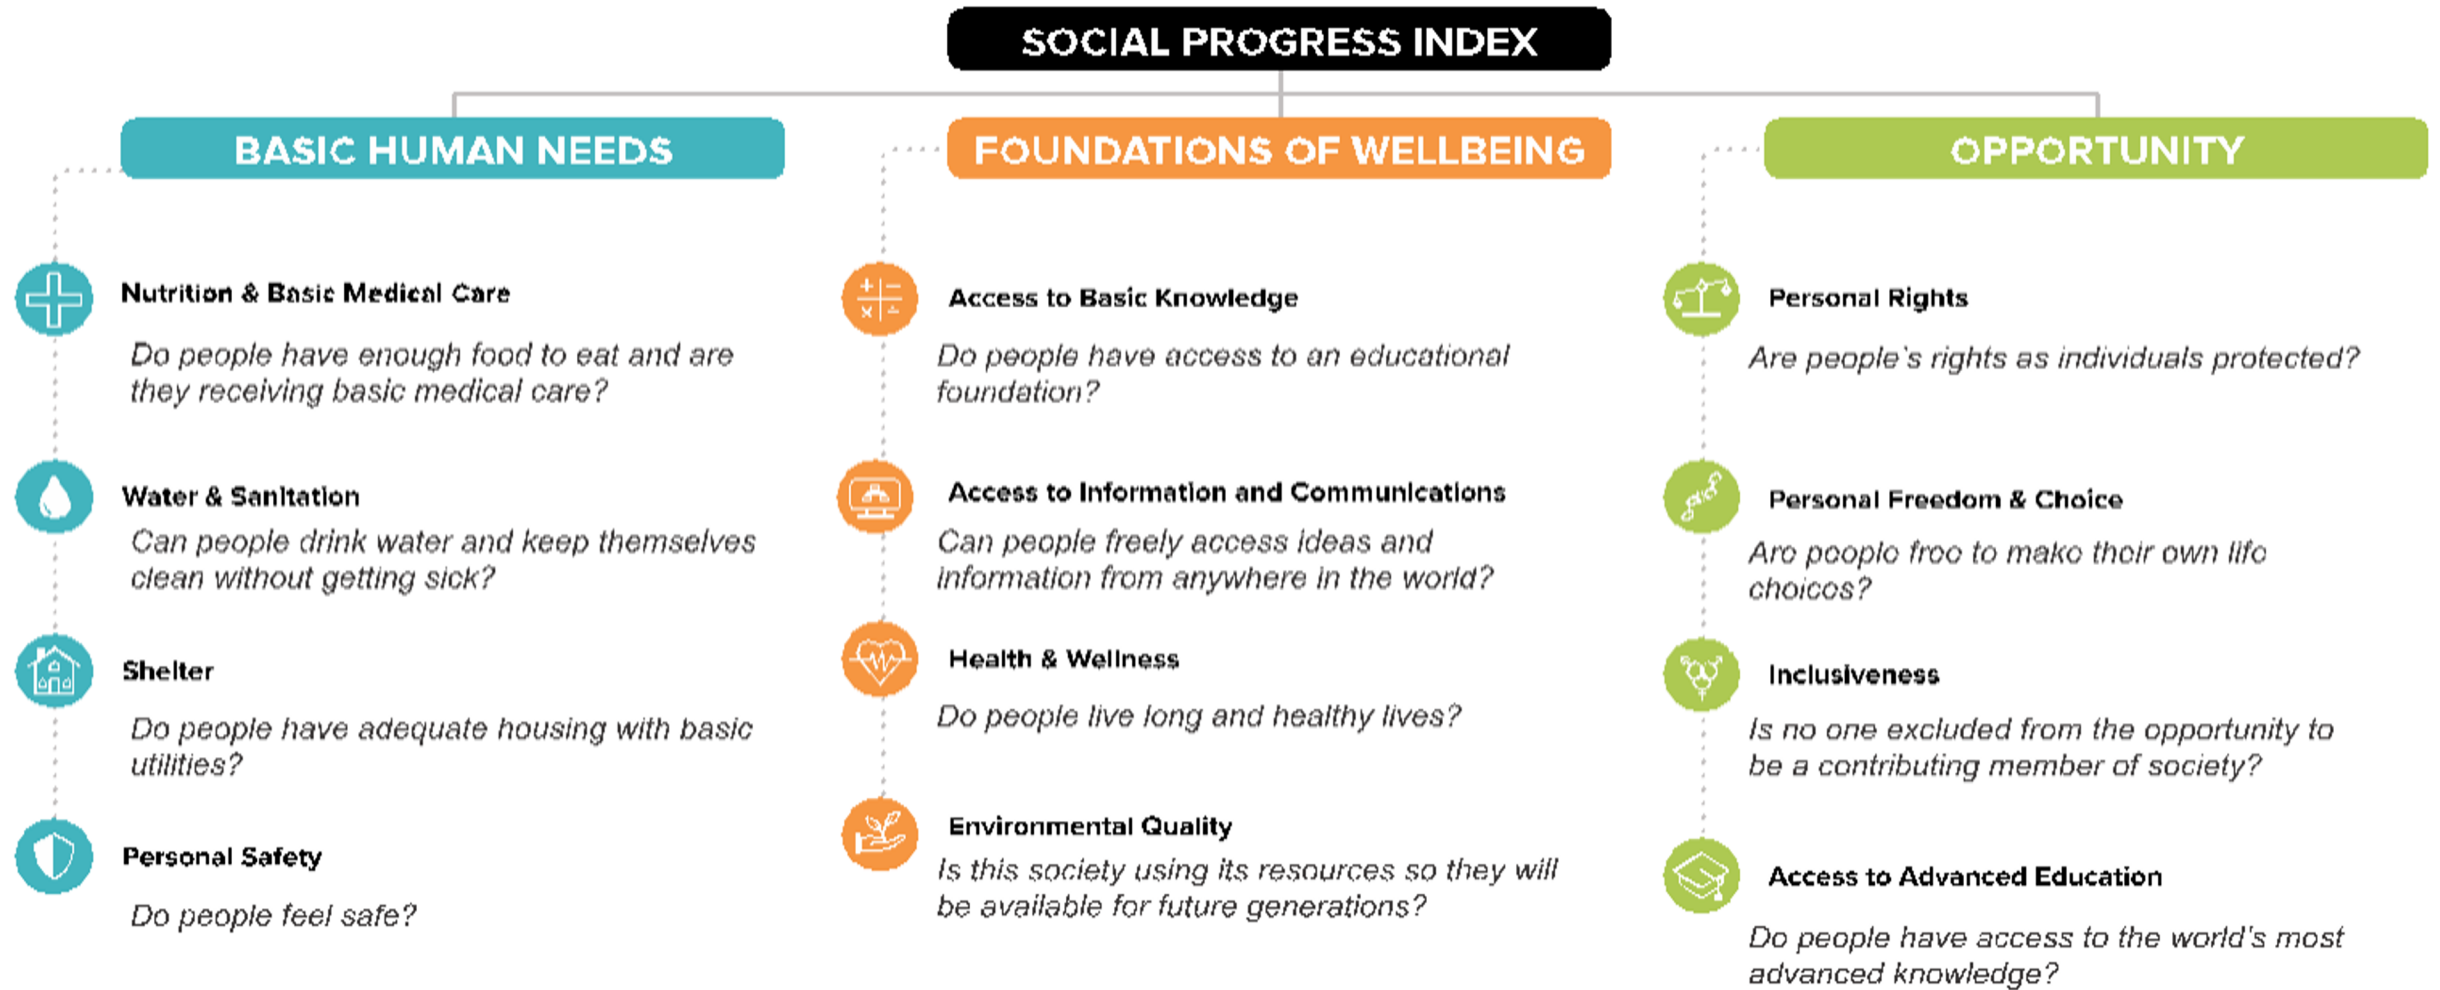 SOCIAL PROGRESS INDEX
BASIC HUMAN NEEDS
Nutrition & Basic Medical Care
Do people have enough food to eat and are
they receiving basic medical care?
Water & Sanitation
Can people drink water and keep themselves
clean without getting sick?
Shelter
Do people have adequate housing with basic
utilities?
Personal Safety
Do people feel safe?
FOUNDATIONS OF WELLBEING
Access to Basic Knowledge
Do people have access to an educational
foundation?
Access to Information and Communications
Can people freely access ideas and
information from anywhere in the world?
Health & Wellness
Do people live long and healthy lives?
Environmental Quality
Is this society using its resources so they will
be available for future generations?
OPPORTUNITY
Personal Rights
Are people's rights as individuals protected?
Personal Freedom & Choice
Are people free to make their own life
choices?
Inclusiveness
Is no one excluded from the opportunity to
be a contributing member of society?
Access to Advanced Education
Do people have access to the world's most
advanced knowledge?